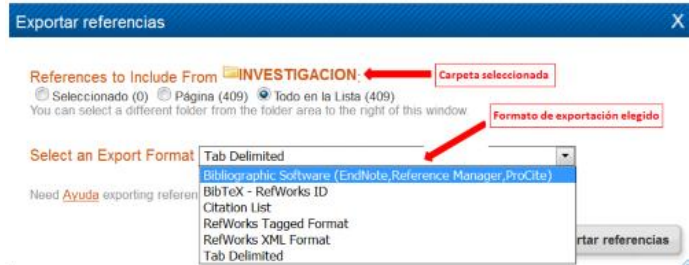 Exportar referencias X
References to Include From INVESTIGACION:
Carpeta seleccionada
Seleccionado (0) Página (409) Todo en la Lista (409)
You can select a different folder from the folder area to the right of this window.
Formato de exportación elegido
Select an Export Format Tab Delimited
Bibliographic Software (EndNote,Reference Manager,ProCite)
Need Ayuda exporting
BibTeX - RefWorks ID
Citation List
RefWorks Tagged Format
RefWorks XML Format
rtar referencias
Tab Delimited